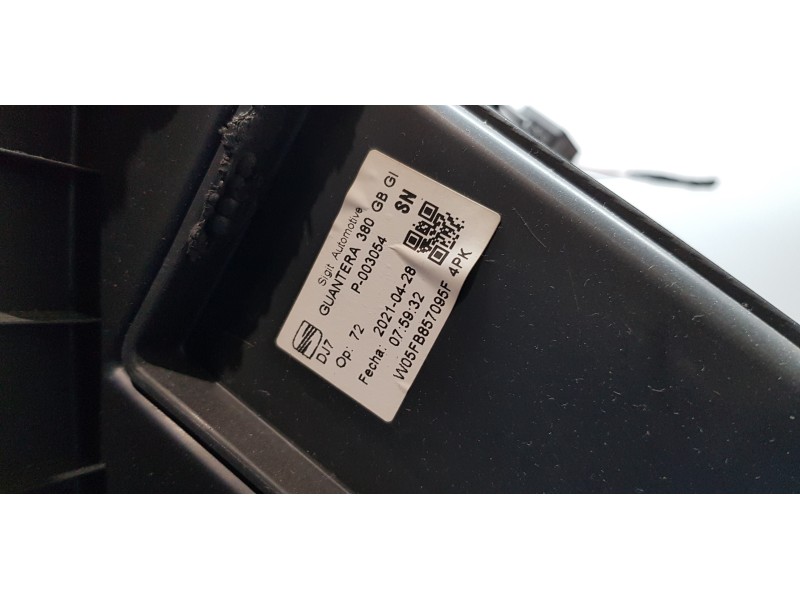 Sigit Automotive
GUANTERA 380 GB GI
P-003054 SN
DJ7
Op: 72
Fecha: 2021-04-28
07:59:32
W05FB857095F 4PK